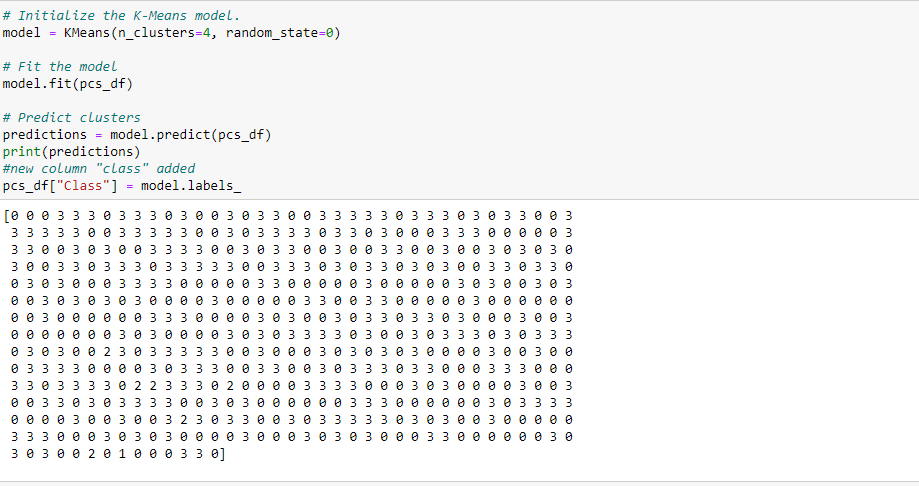 # Initialize the K-Means model.
model = KMeans(n_clusters=4, random_state=0)
# Fit the model
model.fit(pcs_df)
# Predict clusters
predictions = model.predict(pcs_df)
print(predictions)
#new column "class" added
pcs_df["Class"] = model.labels_
[0 0 0 3 3 3 0 3 3 3 0 3 0 0 3 0 3 3 0 0 3 3 3 3 3 0 3 3 3 0 3 0 3 3 0 0 3
3 3 3 3 3 0 0 3 3 3 3 3 0 0 3 0 3 3 3 3 0 3 3 0 3 0 0 0 3 3 3 0 0 0 0 0 3
3 3 0 0 3 0 3 0 0 3 3 3 3 0 0 3 0 3 3 0 0 3 0 0 3 3 0 0 3 0 0 3 0 3 0 3 0
3 0 0 3 3 0 3 3 3 0 3 3 3 3 3 0 0 3 3 3 0 3 0 3 3 0 3 0 3 0 0 3 3 0 3 3 0
0 3 0 3 0 0 0 3 3 3 3 0 0 0 0 0 3 3 0 0 0 0 0 3 0 0 0 0 0 3 0 3 0 0 3 0 3
0 0 3 0 3 0 3 0 3 0 0 0 0 3 0 0 0 0 0 3 3 0 0 3 3 0 0 0 0 0 3 0 0 0 0 0 0
0 0 3 0 0 0 0 0 0 3 3 3 0 0 0 0 3 0 3 0 0 3 0 3 3 0 3 3 0 3 0 0 0 3 0 0 3
0 0 0 0 0 0 0 3 0 3 0 0 0 0 3 0 3 0 3 3 3 3 0 3 0 0 3 0 3 3 3 0 3 0 3 3 3
0 3 0 3 0 0 2 3 0 3 3 3 3 3 0 0 3 0 0 0 3 0 3 0 3 0 3 0 0 0 0 3 0 0 3 0 0
0 3 3 3 3 0 0 0 0 3 0 3 3 3 0 0 3 3 0 0 3 0 3 3 3 0 3 3 0 0 0 3 3 3 0 0 0
3 3 0 3 3 3 3 0 2 2 3 3 3 0 2 0 0 0 0 3 3 3 3 0 0 0 3 0 3 0 0 0 0 3 0 0 3
0 0 3 3 0 3 0 3 3 3 3 0 0 3 0 3 0 0 0 0 0 0 3 3 3 0 0 0 0 0 0 3 0 3 3 3 3
0 0 0 0 3 0 0 3 0 0 3 2 3 0 3 3 0 0 3 0 3 3 3 3 3 0 3 0 3 0 0 3 0 0 0 0 0
3 3 3 0 0 0 3 0 3 0 3 0 0 0 0 3 0 0 0 3 0 3 0 3 0 0 0 3 3 0 0 0 0 0 0 3 0
3 0 3 0 0 2 0 1 0 0 0 3 3 0]